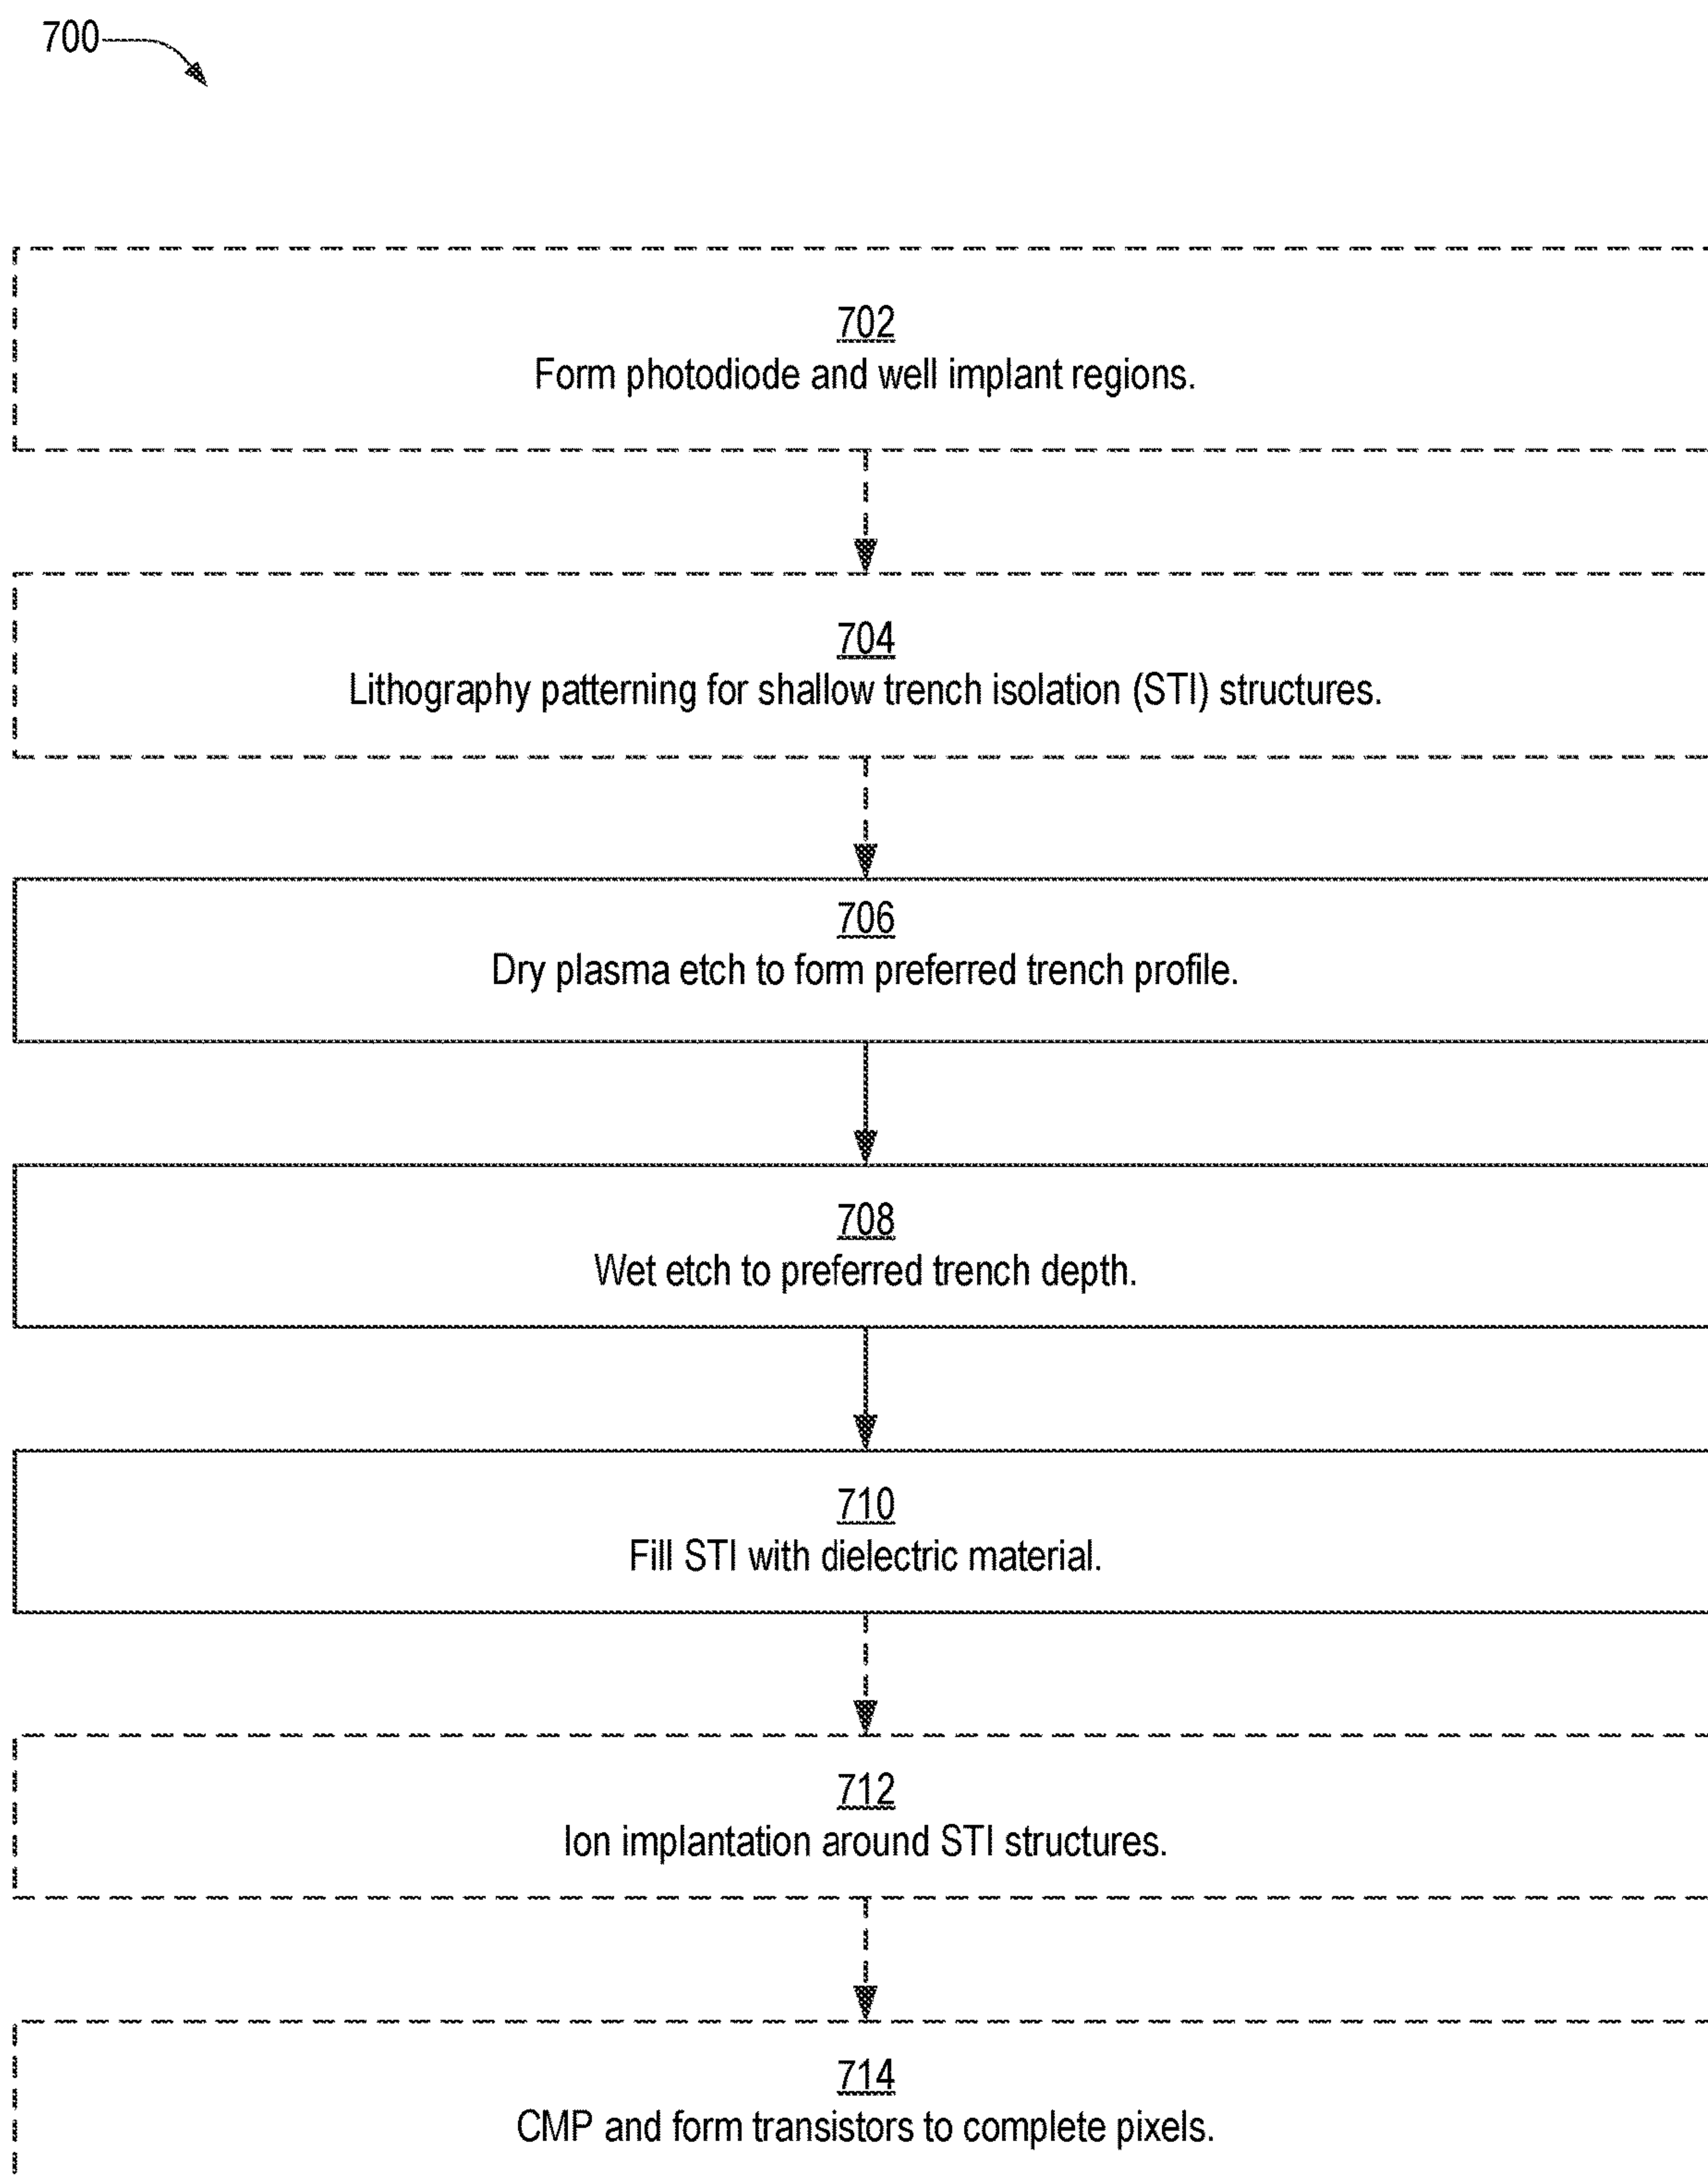 700
702
Form photodiode and well implant regions.
704
Lithography patterning for shallow trench isolation (STI) structures.
706
Dry plasma etch to form preferred trench profile.
708
Wet etch to preferred trench depth.
710
Fill STI with dielectric material.
712
Ion implantation around STI structures.
714
CMP and form transistors to complete pixels.